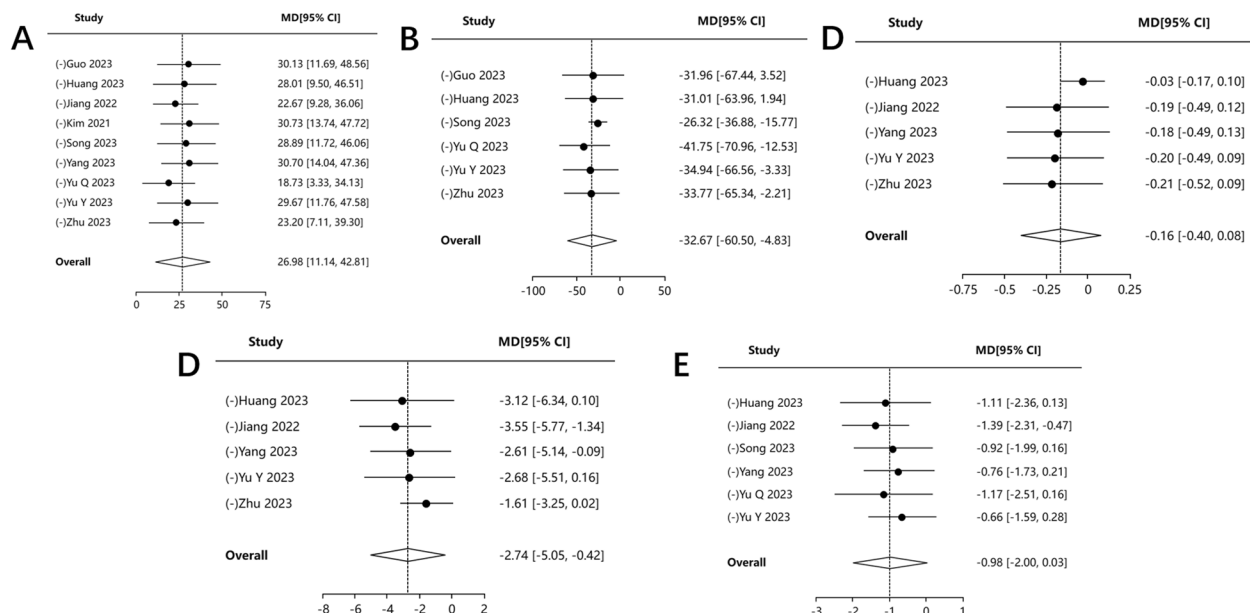 A
Study MD[95% CI]
(-)Guo 2023 30.13 [11.69, 48.56]
(-)Huang 2023 28.01 [9.50, 46.51]
(-)Jiang 2022 22.67 [9.28, 36.06]
(-)Kim 2021 30.73 [13.74, 47.72]
(-)Song 2023 28.89 [11.72, 46.06]
(-)Yang 2023 30.70 [14.04, 47.36]
(-)Yu Q 2023 18.73 [3.33, 34.13]
(-)Yu Y 2023 29.67 [11.76, 47.58]
(-)Zhu 2023 23.20 [7.11, 39.30]
Overall 26.98 [11.14, 42.81]
0 25 50 75
B
Study MD[95% CI]
(-)Guo 2023 -31.96 [-67.44, 3.52]
(-)Huang 2023 -31.01 [-63.96, 1.94]
(-)Song 2023 -26.32 [-36.88, -15.77]
(-)Yu Q 2023 -41.75 [-70.96, -12.53]
(-)Yu Y 2023 -34.94 [-66.56, -3.33]
(-)Zhu 2023 -33.77 [-65.34, -2.21]
Overall -32.67 [-60.50, -4.83]
-100 -50 0 50
D
Study MD[95% CI]
(-)Huang 2023 -0.03 [-0.17, 0.10]
(-)Jiang 2022 -0.19 [-0.49, 0.12]
(-)Yang 2023 -0.18 [-0.49, 0.13]
(-)Yu Y 2023 -0.20 [-0.49, 0.09]
(-)Zhu 2023 -0.21 [-0.52, 0.09]
Overall -0.16 [-0.40, 0.08]
-0.75 -0.5 -0.25 0 0.25
D
Study MD[95% CI]
(-)Huang 2023 -3.12 [-6.34, 0.10]
(-)Jiang 2022 -3.55 [-5.77, -1.34]
(-)Yang 2023 -2.61 [-5.14, -0.09]
(-)Yu Y 2023 -2.68 [-5.51, 0.16]
(-)Zhu 2023 -1.61 [-3.25, 0.02]
Overall -2.74 [-5.05, -0.42]
-8 -6 -4 -2 0 2
E
Study MD[95% CI]
(-)Huang 2023 -1.11 [-2.36, 0.13]
(-)Jiang 2022 -1.39 [-2.31, -0.47]
(-)Song 2023 -0.92 [-1.99, 0.16]
(-)Yang 2023 -0.76 [-1.73, 0.21]
(-)Yu Q 2023 -1.17 [-2.51, 0.16]
(-)Yu Y 2023 -0.66 [-1.59, 0.28]
Overall -0.98 [-2.00, 0.03]
-3 -2 -1 0 1